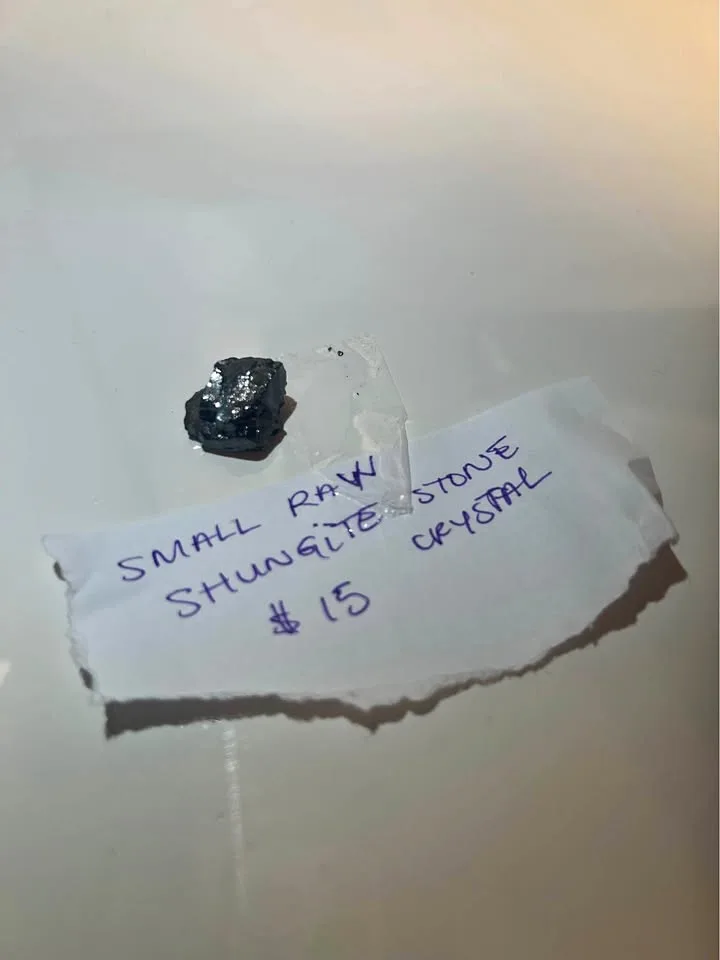 SMALL RAW
SHUNGiTE STONE
CRYSTAL
$ 15